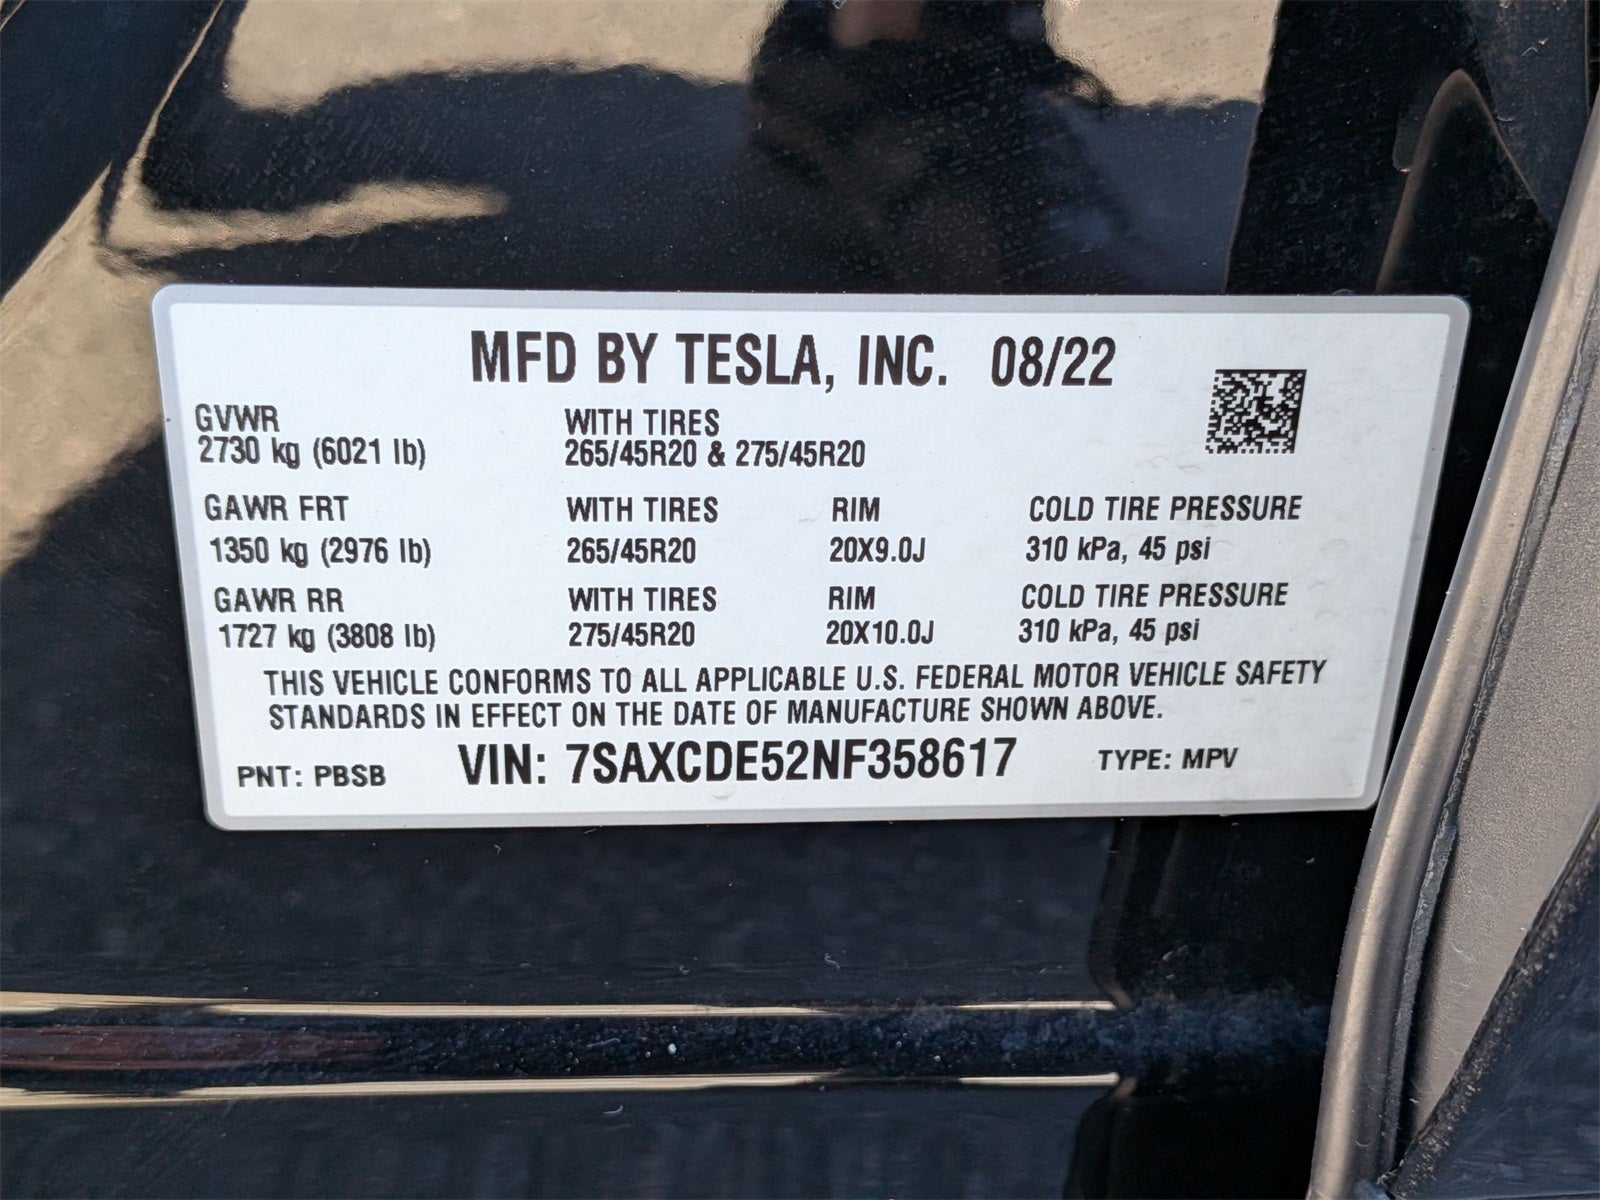 MFD BY TESLA, INC. 08/22
GVWR WITH TIRES
2730 kg (6021 lb) 265/45R20 & 275/45R20
GAWR FRT WITH TIRES RIM COLD TIRE PRESSURE
1350 kg (2976 lb) 265/45R20 20X9.0J 310 kPa, 45 psi
GAWR RR WITH TIRES RIM COLD TIRE PRESSURE
1727 kg (3808 lb) 275/45R20 20X10.0J 310 kPa, 45 psi
THIS VEHICLE CONFORMS TO ALL APPLICABLE U.S. FEDERAL MOTOR VEHICLE SAFETY
STANDARDS IN EFFECT ON THE DATE OF MANUFACTURE SHOWN ABOVE.
PNT: PBSB VIN: 7SAXCDE52NF358617 TYPE: MPV